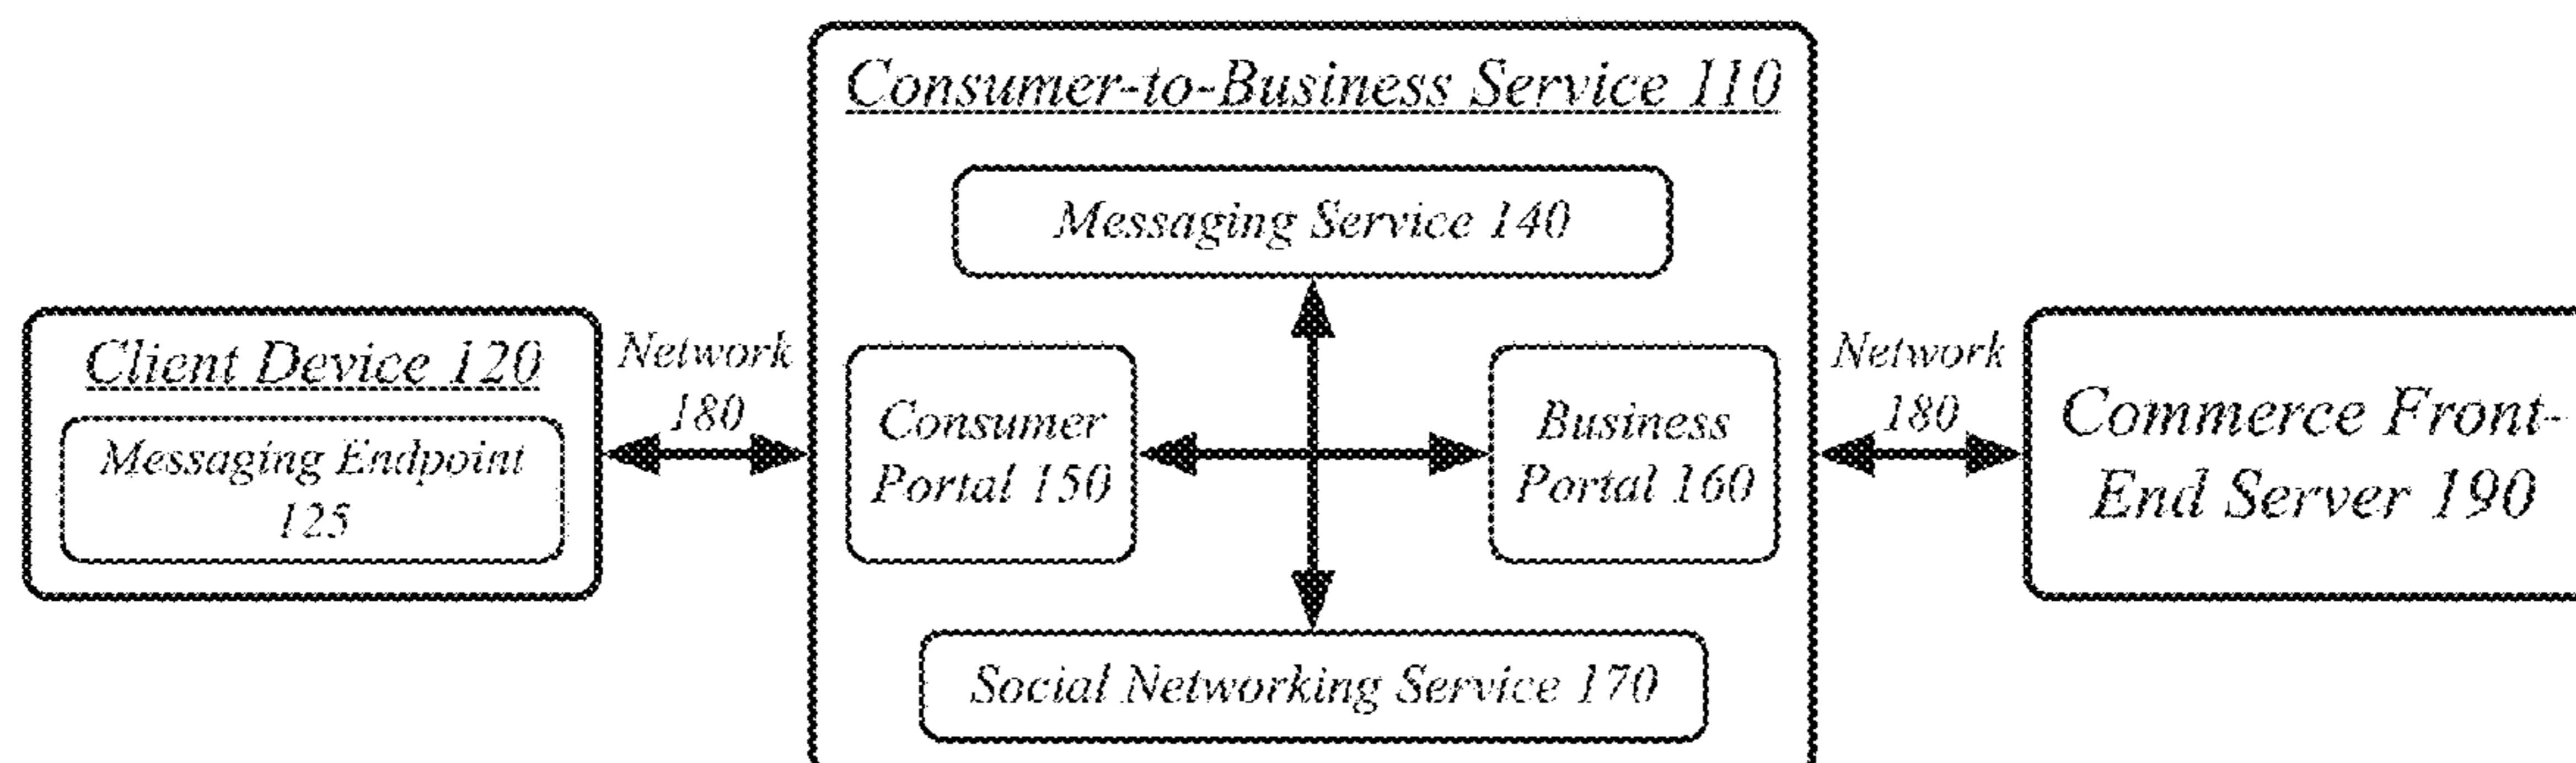 Consumer-to-Business Service 110
Messaging Service 140
Client Device 120
Messaging Endpoint
125
Network
180
Consumer
Portal 150
Business
Portal 160
Network
180
Commerce Front-
End Server 190
Social Networking Service 170